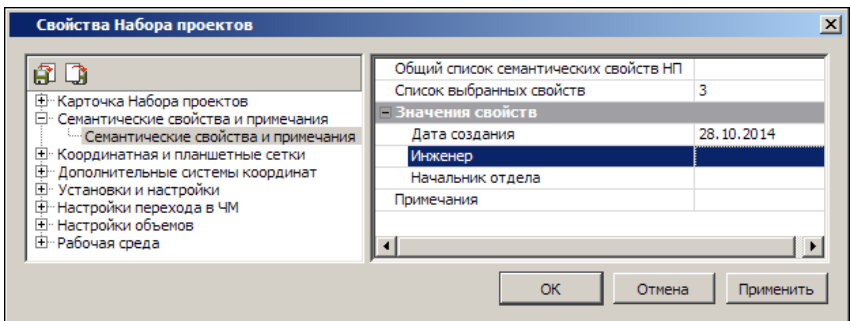 Свойства Набора проектов
Карточка Набора проектов
Семантические свойства и примечания
Семантические свойства и примечания
Координатная и планшетные сетки
Дополнительные системы координат
Установки и настройки
Настройки перехода в ЧМ
Настройки объемов
Рабочая среда
Общий список семантических свойств НП
Список выбранных свойств 3
Значения свойств
Дата создания 28.10.2014
Инженер
Начальник отдела
Примечания
ОК Отмена Применить